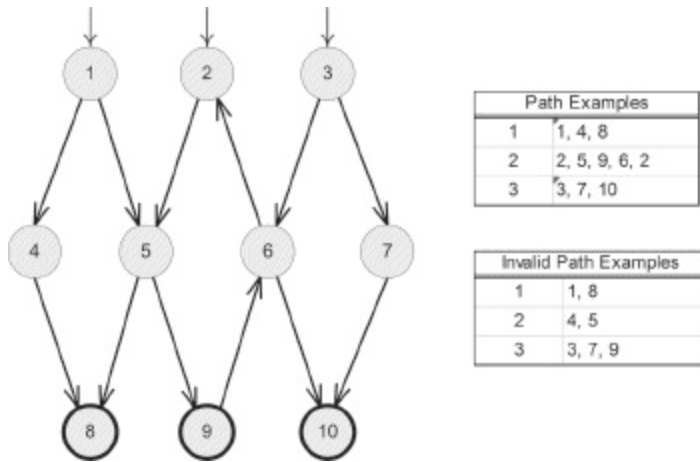 1 2 3
4 5 6 7
8 9 10
Path Examples
1 1, 4, 8
2 2, 5, 9, 6, 2
3 3, 7, 10
Invalid Path Examples
1 1, 8
2 4, 5
3 3, 7, 9